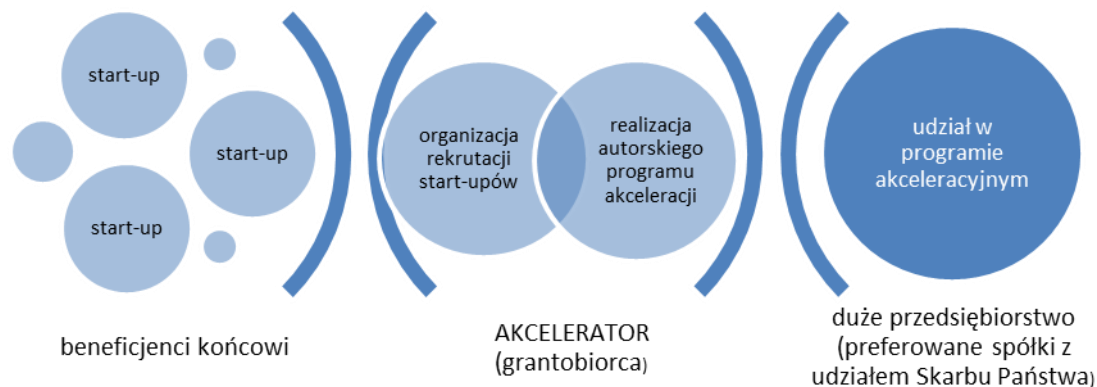 start-up
start-up
start-up
organizacja
rekrutacji
start-upów
realizacja
autorskiego
programu
akceleracji
udział w
programie
akceleracyjnym
beneficjenci końcowi
AKCELERATOR
(grantobiorca)
duże przedsiębiorstwo
(preferowane spółki z
udziałem Skarbu Państwa)